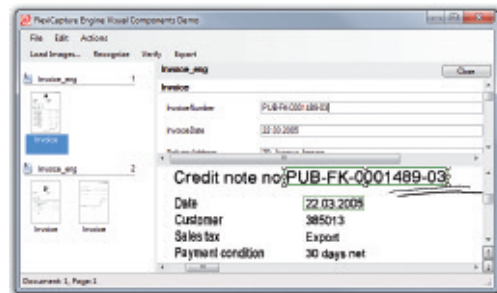 FlexiCapture Engine Visual Components Demo
File Edit Actions
Load Images... Recognize Verify Export
Invoice_eng 1
Invoice
Invoice_eng 2
Invoice Invoice
Invoice_eng
Close
Invoice
InvoiceNumber PUB-FK-0001489-03
InvoiceDate 22.03.2005
Credit note no PUB-FK-0001489-03
Date 22.03.2005
Customer 385013
Sales tax Export
Payment condition 30 days net
Document 1, Page 1